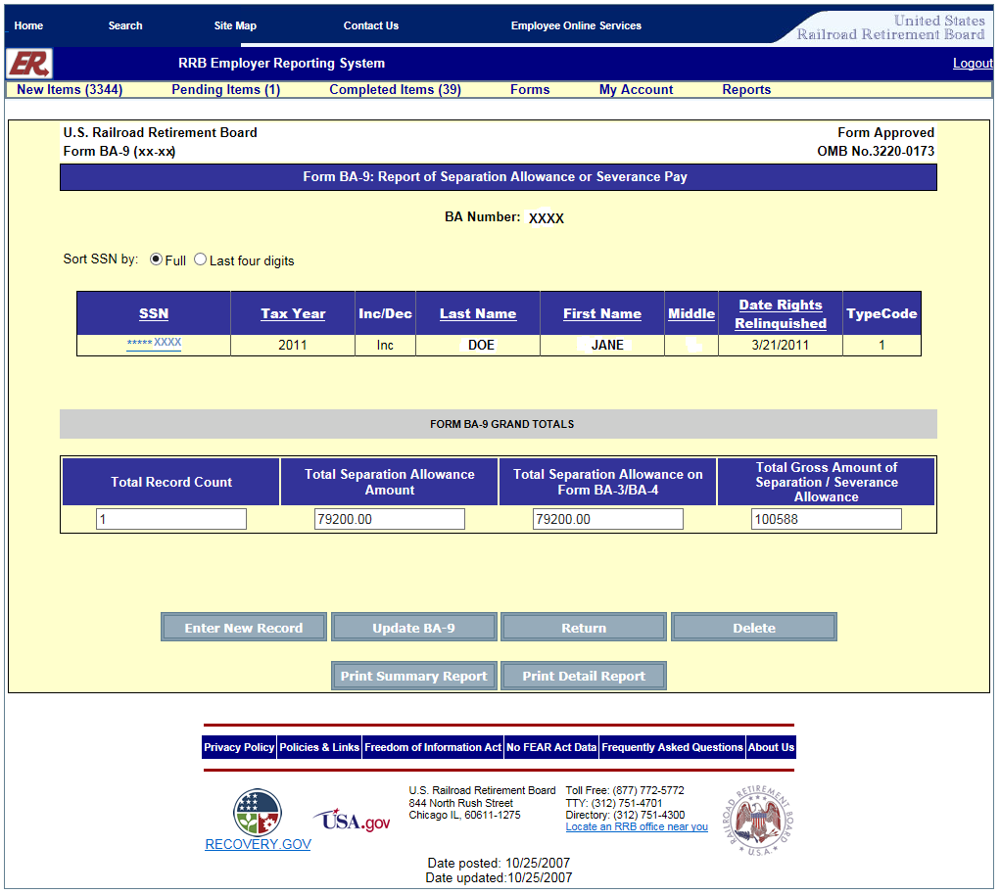 Home Search Site Map Contact Us Employee Online Services United States
Railroad Retirement Board
ER RRB Employer Reporting System Logout
New Items (3344) Pending Items (1) Completed Items (39) Forms My Account Reports
U.S. Railroad Retirement Board Form Approved
Form BA-9 (xx-xx) OMB No.3220-0173
Form BA-9: Report of Separation Allowance or Severance Pay
BA Number: XXXX
Sort SSN by: Full Last four digits
SSN Tax Year Inc/Dec Last Name First Name Middle Date Rights Relinquished TypeCode
*****XXXX 2011 Inc DOE JANE 3/21/2011 1
FORM BA-9 GRAND TOTALS
Total Record Count Total Separation Allowance Amount Total Separation Allowance on Form BA-3/BA-4 Total Gross Amount of Separation / Severance Allowance
1 79200.00 79200.00 100588
Enter New Record Update BA-9 Return Delete
Print Summary Report Print Detail Report
Privacy Policy Policies & Links Freedom of Information Act No FEAR Act Data Frequently Asked Questions About Us
RECOVERY.GOV
USA.gov
U.S. Railroad Retirement Board
844 North Rush Street
Chicago IL, 60611-1275
Toll Free: (877) 772-5772
TTY: (312) 751-4701
Directory: (312) 751-4300
Locate an RRB office near you
RAILROAD RETIREMENT BOARD U.S.A.
Date posted: 10/25/2007
Date updated:10/25/2007